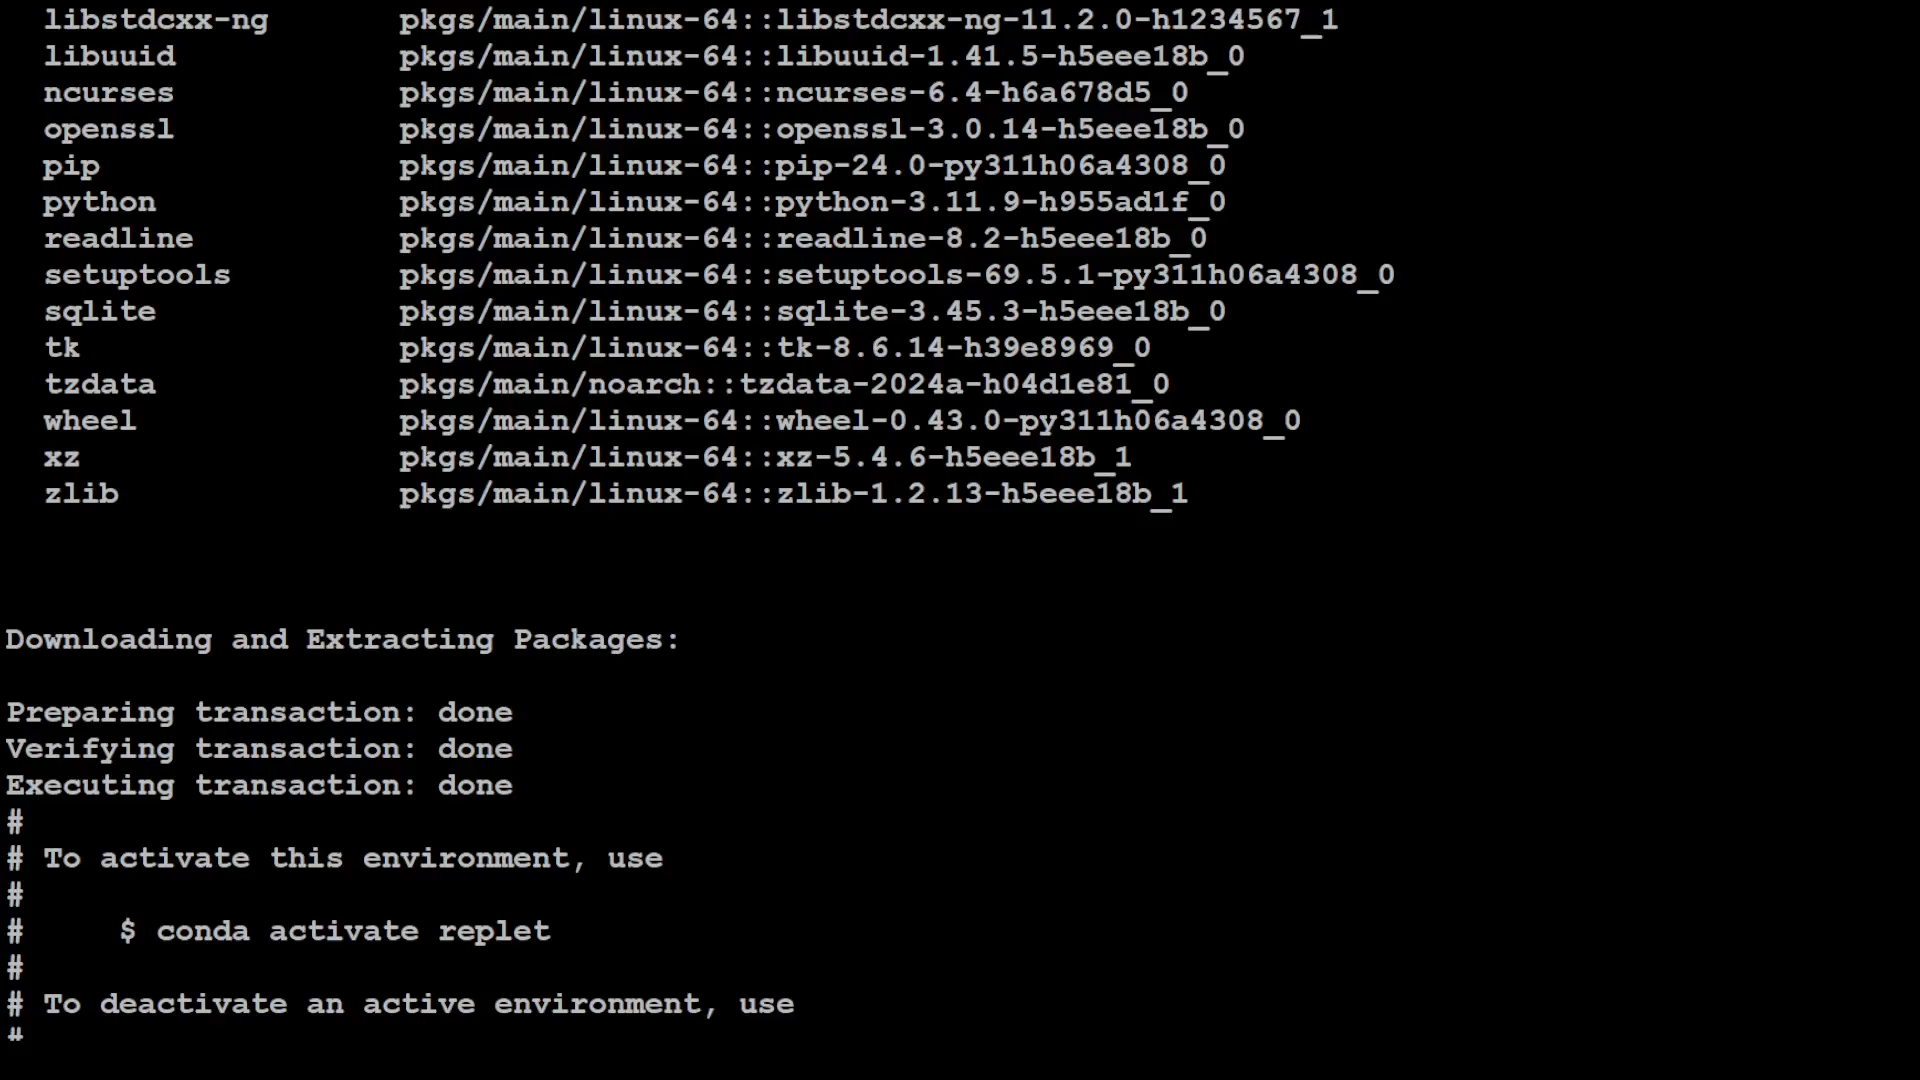 libstdcxx-ng pkgs/main/linux-64::libstdcxx-ng-11.2.0-h1234567_1
libuuid pkgs/main/linux-64::libuuid-1.41.5-h5eee18b_0
ncurses pkgs/main/linux-64::ncurses-6.4-h6a678d5_0
openssl pkgs/main/linux-64::openssl-3.0.14-h5eee18b_0
pip pkgs/main/linux-64::pip-24.0-py311h06a4308_0
python pkgs/main/linux-64::python-3.11.9-h955ad1f_0
readline pkgs/main/linux-64::readline-8.2-h5eee18b_0
setuptools pkgs/main/linux-64::setuptools-69.5.1-py311h06a4308_0
sqlite pkgs/main/linux-64::sqlite-3.45.3-h5eee18b_0
tk pkgs/main/linux-64::tk-8.6.14-h39e8969_0
tzdata pkgs/main/noarch::tzdata-2024a-h04d1e81_0
wheel pkgs/main/linux-64::wheel-0.43.0-py311h06a4308_0
xz pkgs/main/linux-64::xz-5.4.6-h5eee18b_1
zlib pkgs/main/linux-64::zlib-1.2.13-h5eee18b_1
Downloading and Extracting Packages:
Preparing transaction: done
Verifying transaction: done
Executing transaction: done
#
# To activate this environment, use
#
# $ conda activate replet
#
# To deactivate an active environment, use
#